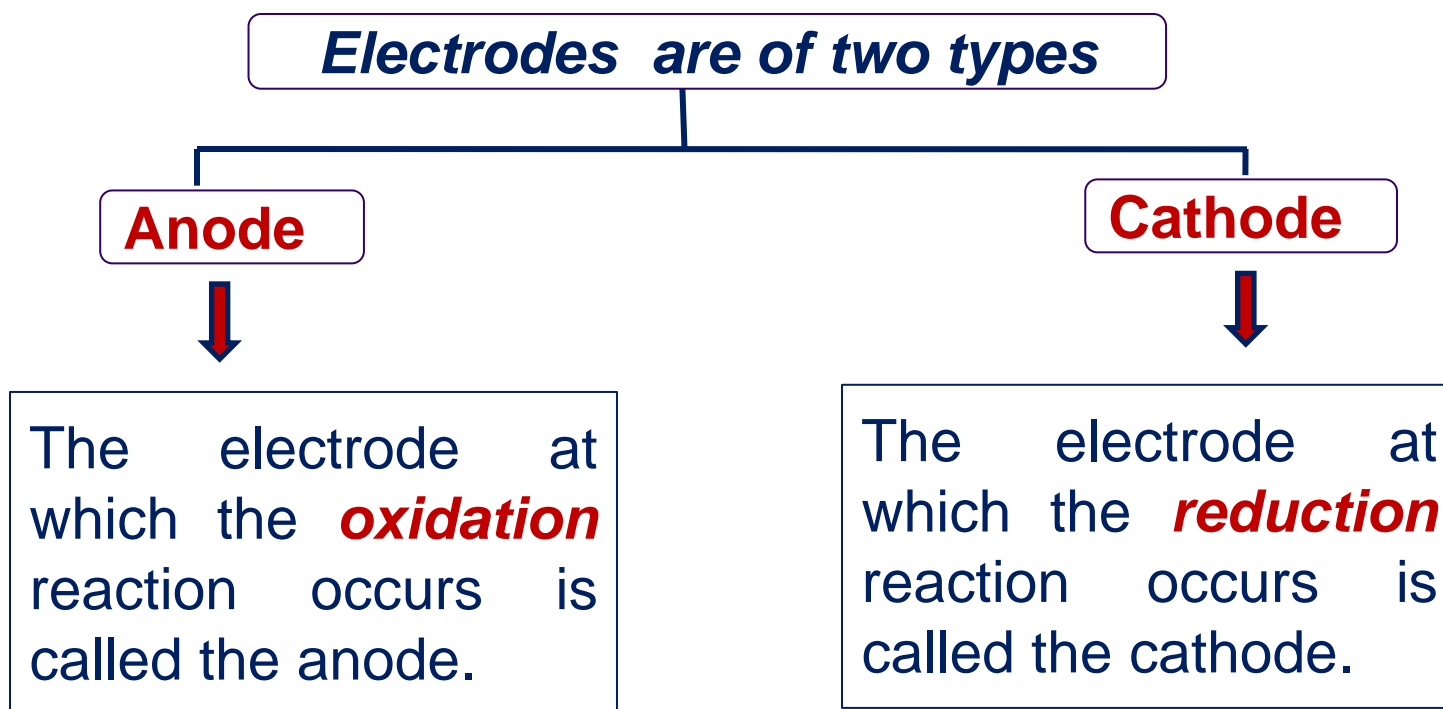 Electrodes are of two types
Anode
Cathode
The electrode at
which the oxidation
reaction occurs is
called the anode.
The electrode at
which the reduction
reaction occurs is
called the cathode.